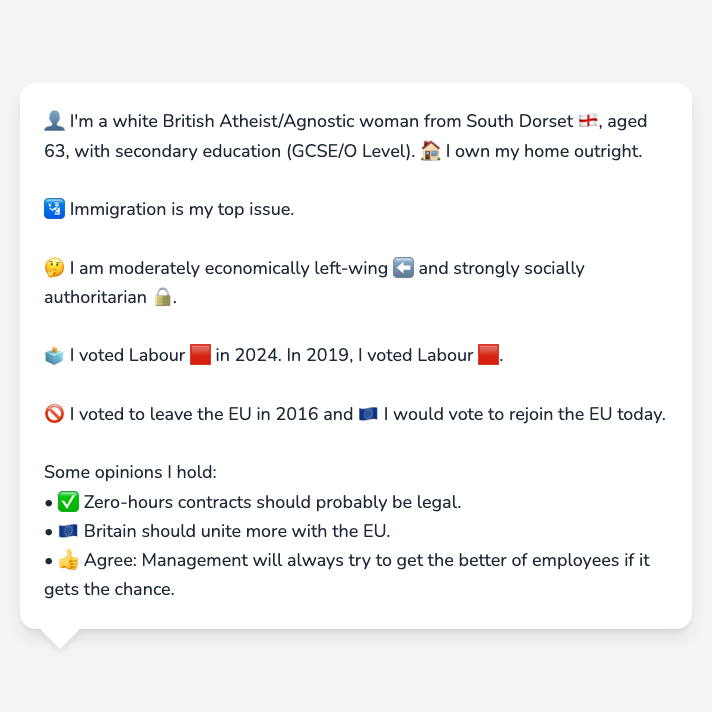 👤 I'm a white British Atheist/Agnostic woman from South Dorset 🏴󠁧󠁢󠁥󠁮󠁧󠁿, aged
63, with secondary education (GCSE/O Level). 🏠 I own my home outright.
🛂 Immigration is my top issue.
🤔 I am moderately economically left-wing ⬅️ and strongly socially
authoritarian 🔒.
🗳️ I voted Labour 🟥 in 2024. In 2019, I voted Labour 🟥.
🚫 I voted to leave the EU in 2016 and 🇪🇺 I would vote to rejoin the EU today.
Some opinions I hold:
• ✅ Zero-hours contracts should probably be legal.
• 🇪🇺 Britain should unite more with the EU.
• 👍 Agree: Management will always try to get the better of employees if it
gets the chance.